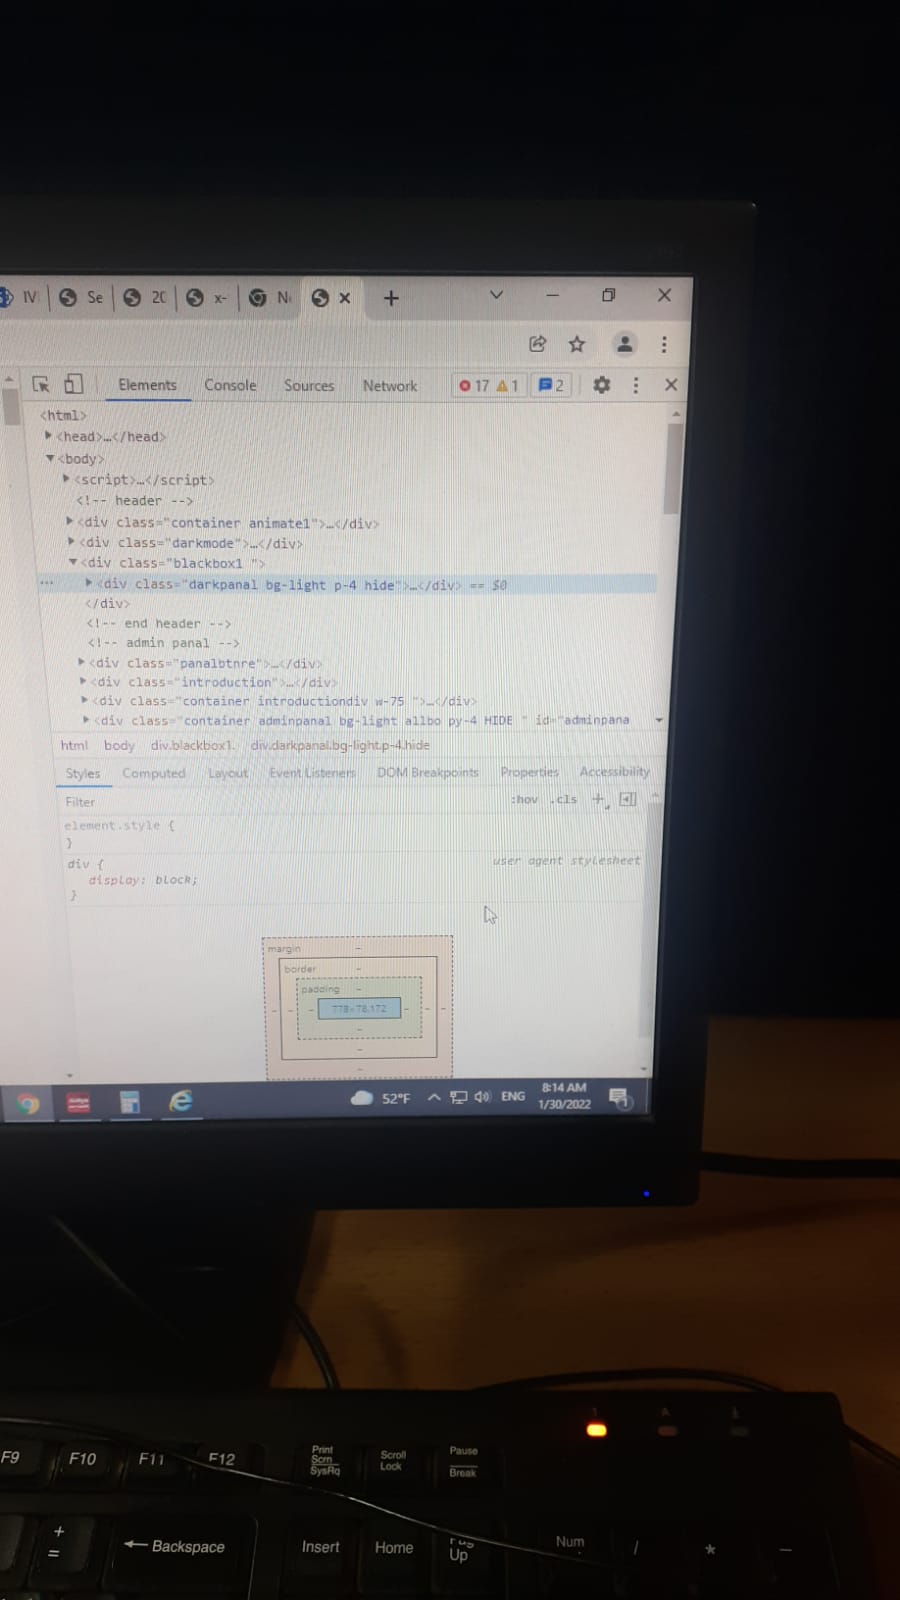 IV Se 20 x- N
Elements Console Sources Network 17 1 2
<html>
<head>…</head>
<body>
<script>…</script>
<!-- header -->
<div class="container animate1">…</div>
<div class="darkmode">…</div>
<div class="blackbox1 ">
… <div class="darkpanal bg-light p-4 hide">…</div> == $0
</div>
<!-- end header -->
<!-- admin panal -->
<div class="panalbtnre">…</div>
<div class="introduction">…</div>
<div class="container introductiondiv w-75 ">…</div>
<div class="container adminpanal bg-light allbo py-4 HIDE " id="adminpana
html body div.blackbox1. div.darkpanal.bg-light.p-4.hide
Styles Computed Layout Event Listeners DOM Breakpoints Properties Accessibility
Filter :hov .cls +
element.style {
}
div { user agent stylesheet
display: block;
}
margin –
border –
padding –
– – – 778×78.172 – – –
–
–
–
52°F ENG 8:14 AM
1/30/2022 1
1 A
F9 F10 F11 F12 Print Scrn SysRq Scroll Lock Pause Break
+ = ← Backspace Insert Home Pug Up Num / * –